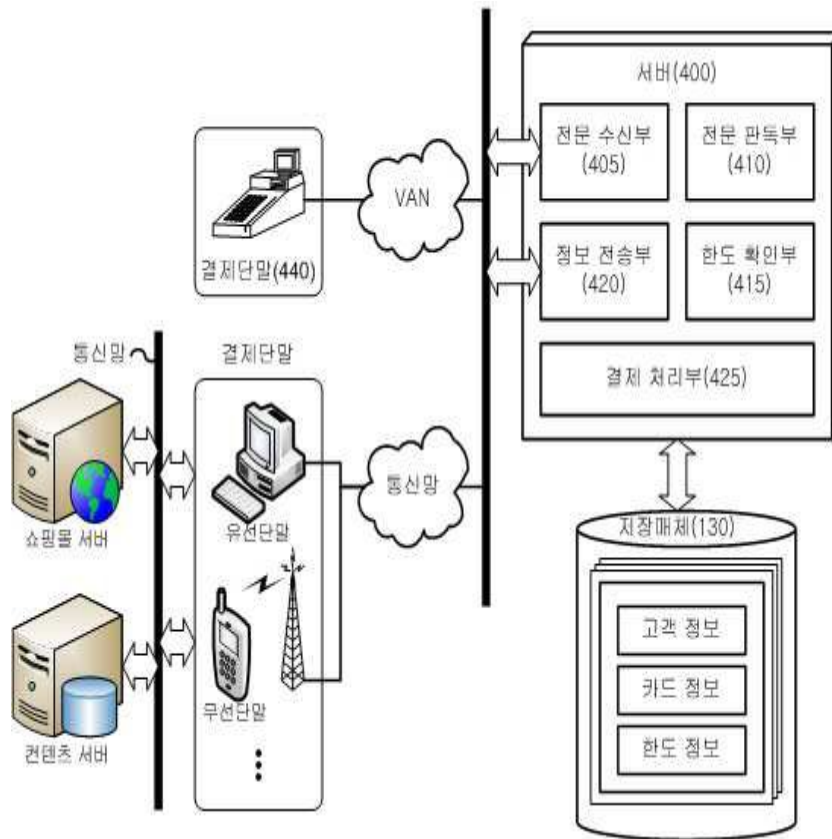 서버(400)
전문 수신부
(405)
전문 판독부
(410)
정보 전송부
(420)
한도 확인부
(415)
결제 처리부(425)
VAN
결제단말(440)
통신망
결제단말
쇼핑몰 서버
유선단말
통신망
무선단말
컨텐츠 서버
저장매체(130)
고객 정보
카드 정보
한도 정보